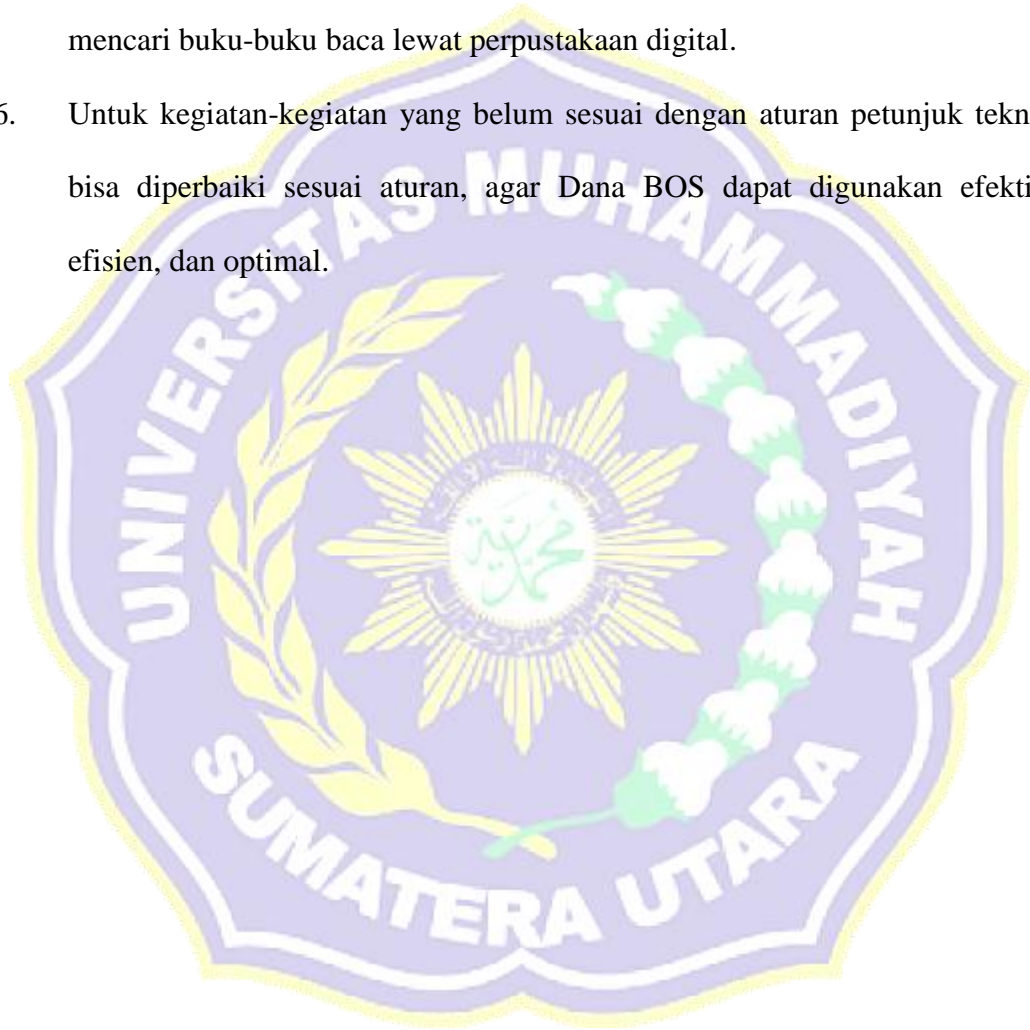 mencari buku-buku baca lewat perpustakaan digital.
6. Untuk kegiatan-kegiatan yang belum sesuai dengan aturan petunjuk tekn
bisa diperbaiki sesuai aturan, agar Dana BOS dapat digunakan efekti
efisien, dan optimal.
UNIVERSITAS MUHAMMADIYAH
SUMATERA UTARA